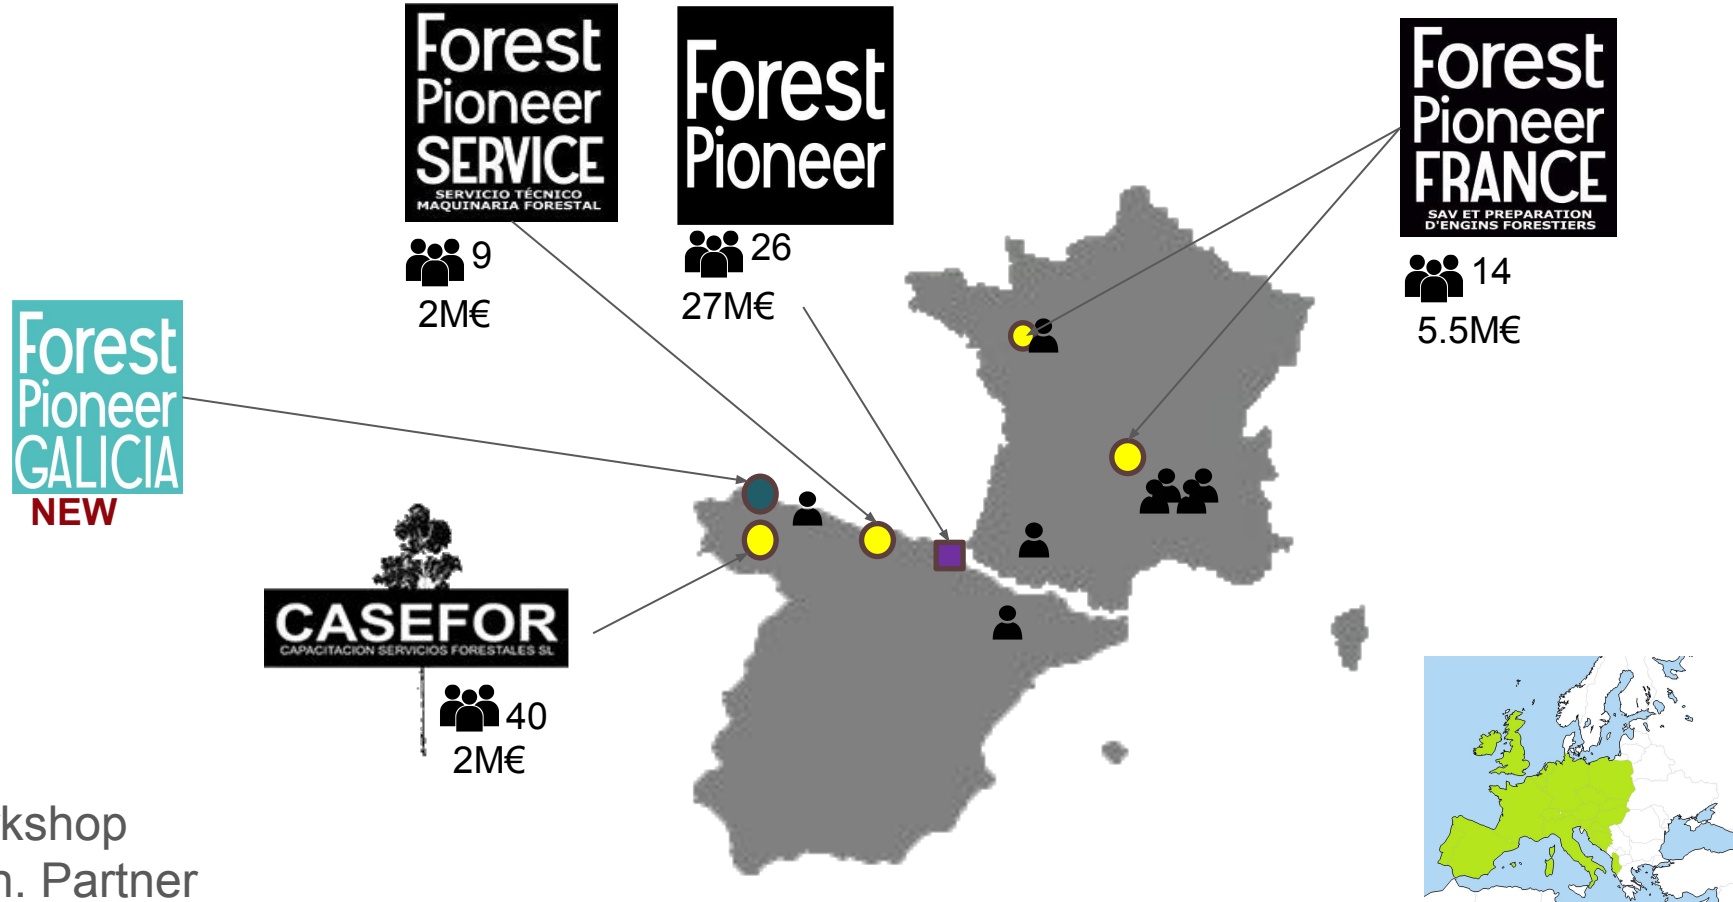 Forest
Pioneer
SERVICE
SERVICIO TÉCNICO
MAQUINARIA FORESTAL
9
2M€
Forest
Pioneer
26
27M€
Forest
Pioneer
FRANCE
SAV ET PREPARATION
D'ENGINS FORESTIERS
14
5.5M€
Forest
Pioneer
GALICIA
NEW
CASEFOR
CAPACITACION SERVICIOS FORESTALES SL
40
2M€
kshop
n. Partner